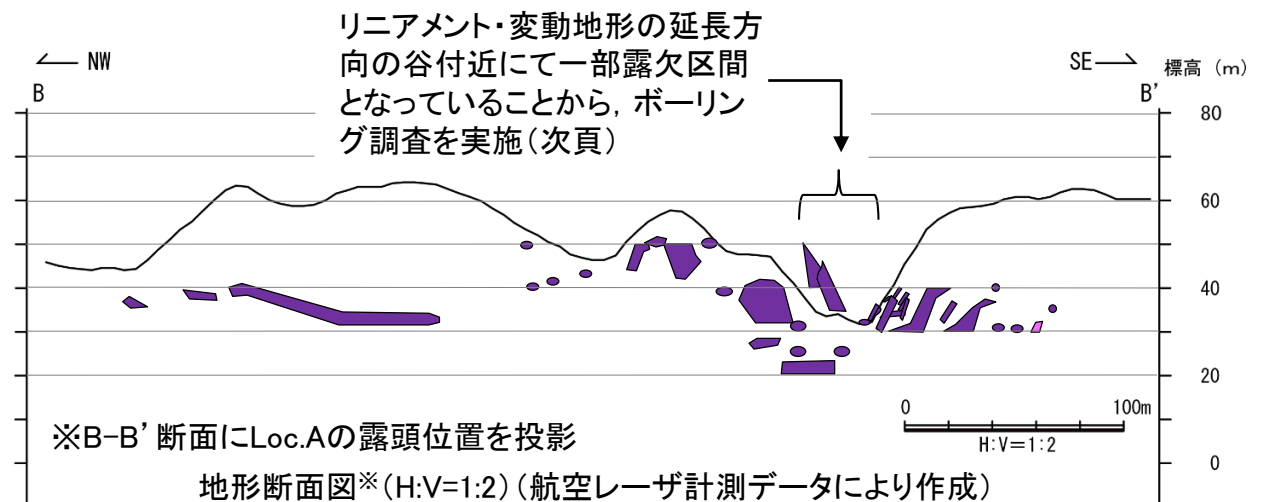 リニアメント・変動地形の延長方
向の谷付近にて一部露欠区間
となっていることから，ボーリン
グ調査を実施(次頁)
NW
SE
標高 (m)
B
B'
80
60
40
20
0
0 100m
H:V=1:2
※B-B'断面にLoc.Aの露頭位置を投影
地形断面図※(H:V=1:2)(航空レーザ計測データにより作成)